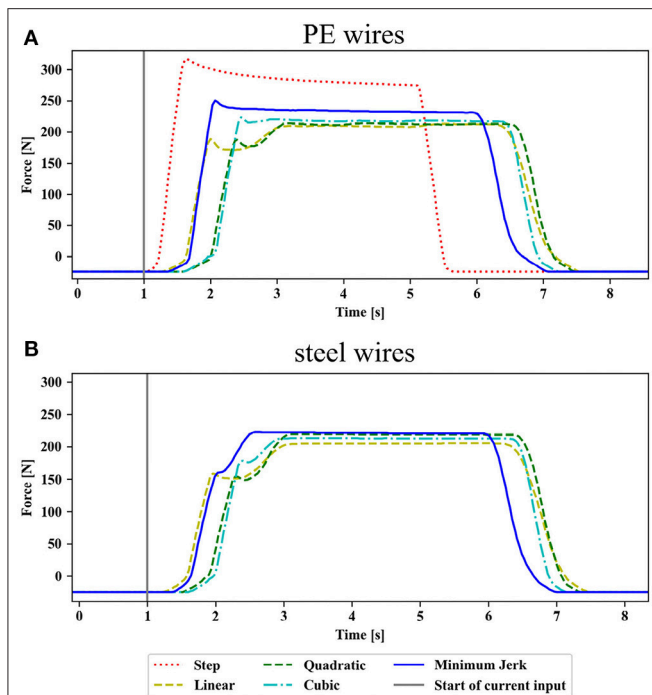 A
PE wires
300
250
200
150
100
50
0
Force [N]
0 1 2 3 4 5 6 7 8
Time [s]
B
steel wires
300
250
200
150
100
50
0
Force [N]
0 1 2 3 4 5 6 7 8
Time [s]
Step Quadratic Minimum Jerk
Linear Cubic Start of current input